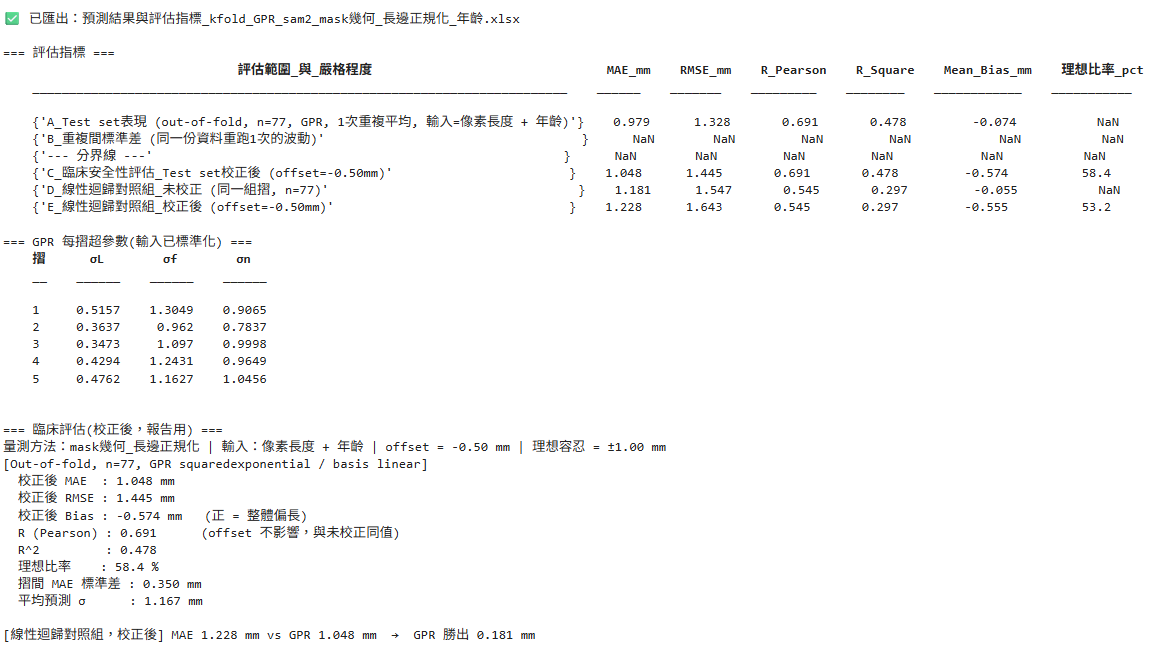 ✅ 已匯出：預測結果與評估指標_kfold_GPR_sam2_mask幾何_長邊正規化_年齡.xlsx
=== 評估指標 ===
評估範圍_與_嚴格程度 MAE_mm RMSE_mm R_Pearson R_Square Mean_Bias_mm 理想比率_pct
{'A_Test set表現 (out-of-fold, n=77, GPR, 1次重複平均, 輸入=像素長度 + 年齡)'} 0.979 1.328 0.691 0.478 -0.074 NaN
{'B_重複間標準差 (同一份資料重跑1次的波動)' } NaN NaN NaN NaN NaN NaN
{'--- 分界線 ---' } NaN NaN NaN NaN NaN NaN
{'C_臨床安全性評估_Test set校正後 (offset=-0.50mm)' } 1.048 1.445 0.691 0.478 -0.574 58.4
{'D_線性迴歸對照組_未校正 (同一組摺, n=77)' } 1.181 1.547 0.545 0.297 -0.055 NaN
{'E_線性迴歸對照組_校正後 (offset=-0.50mm)' } 1.228 1.643 0.545 0.297 -0.555 53.2
=== GPR 每摺超參數(輸入已標準化) ===
摺 σL σf σn
1 0.5157 1.3049 0.9065
2 0.3637 0.962 0.7837
3 0.3473 1.097 0.9998
4 0.4294 1.2431 0.9649
5 0.4762 1.1627 1.0456
=== 臨床評估(校正後，報告用) ===
量測方法：mask幾何_長邊正規化 | 輸入：像素長度 + 年齡 | offset = -0.50 mm | 理想容忍 = ±1.00 mm
[Out-of-fold, n=77, GPR squaredexponential / basis linear]
校正後 MAE : 1.048 mm
校正後 RMSE : 1.445 mm
校正後 Bias : -0.574 mm (正 = 整體偏長)
R (Pearson) : 0.691 (offset 不影響，與未校正同值)
R^2 : 0.478
理想比率 : 58.4 %
摺間 MAE 標準差 : 0.350 mm
平均預測 σ : 1.167 mm
[線性迴歸對照組，校正後] MAE 1.228 mm vs GPR 1.048 mm → GPR 勝出 0.181 mm